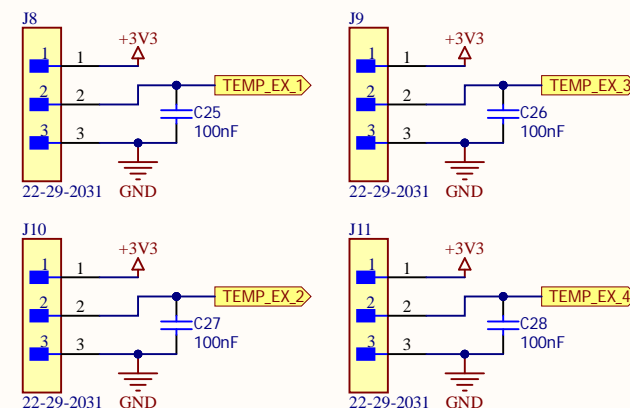 J8
+3V3
1
1
TEMP_EX_1
2
2
C25
100nF
3
3
22-29-2031
GND
J9
+3V3
1
1
TEMP_EX_3
2
2
C26
100nF
3
3
22-29-2031
GND
J10
+3V3
1
1
TEMP_EX_2
2
2
C27
100nF
3
3
22-29-2031
GND
J11
+3V3
1
1
TEMP_EX_4
2
2
C28
100nF
3
3
22-29-2031
GND